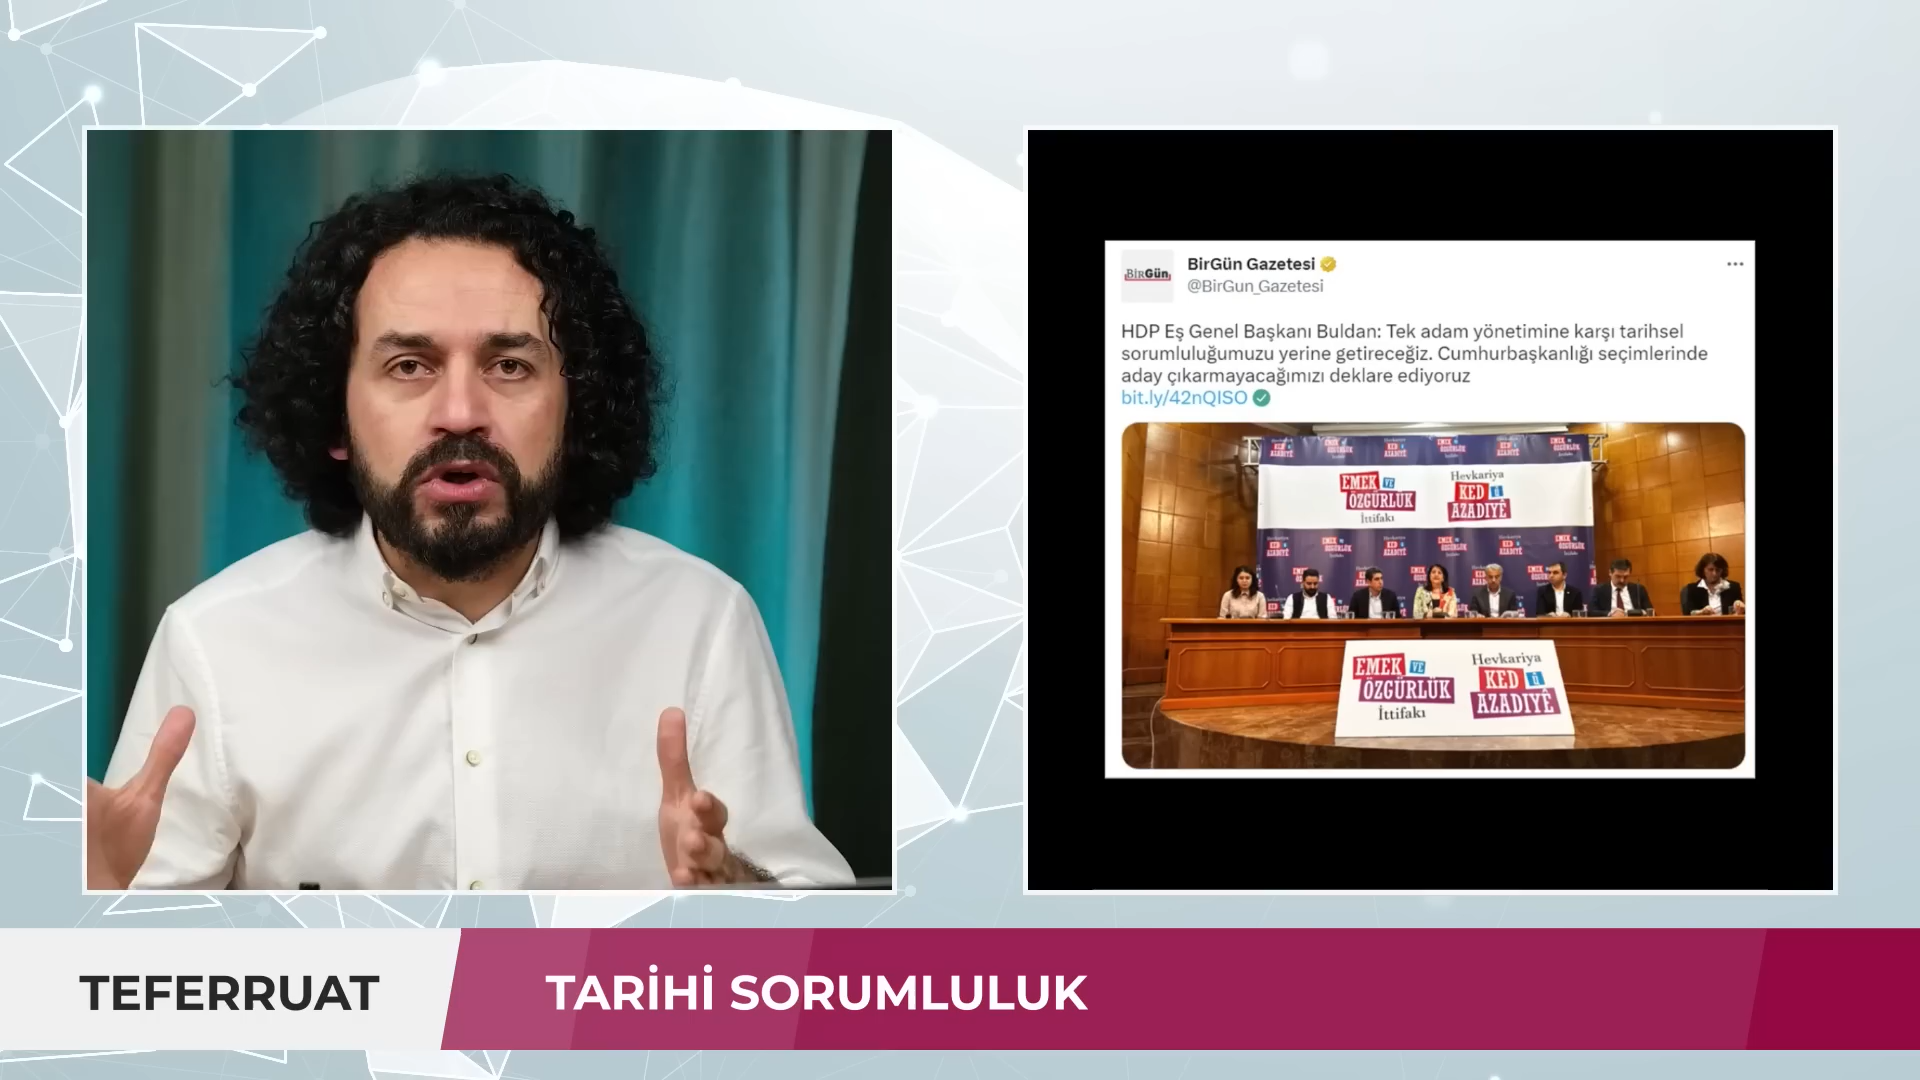 BirGün
BirGün Gazetesi
@BirGun_Gazetesi
HDP Eş Genel Başkanı Buldan: Tek adam yönetimine karşı tarihsel
sorumluluğumuzu yerine getireceğiz. Cumhurbaşkanlığı seçimlerinde
aday çıkarmayacağımızı deklare ediyoruz
bit.ly/42nQISO
EMEK VE
ÖZGÜRLÜK
İttifakı
Hevkariya
KED Û
AZADIYÊ
EMEK VE
ÖZGÜRLÜK
İttifakı
Hevkariya
KED Û
AZADIYÊ
TEFERRUAT
TARİHİ SORUMLULUK